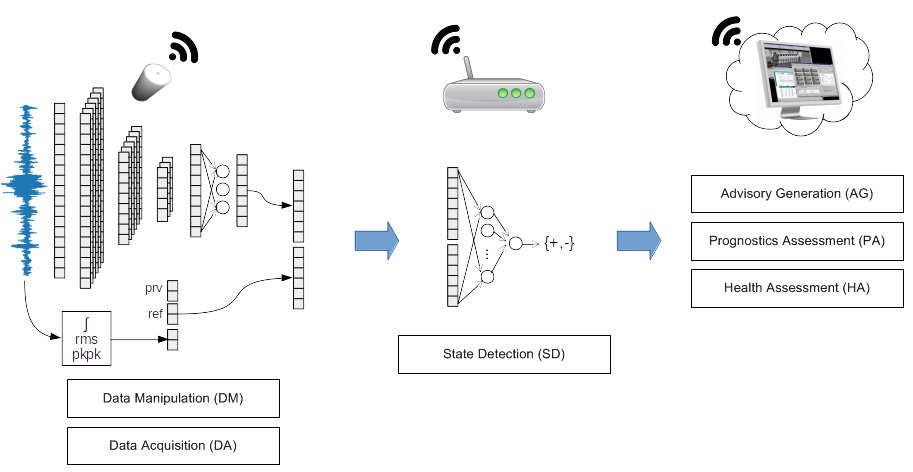 prv
ref
∫
rms
pkpk
Data Manipulation (DM)
Data Acquisition (DA)
{+,-}
State Detection (SD)
Advisory Generation (AG)
Prognostics Assessment (PA)
Health Assessment (HA)